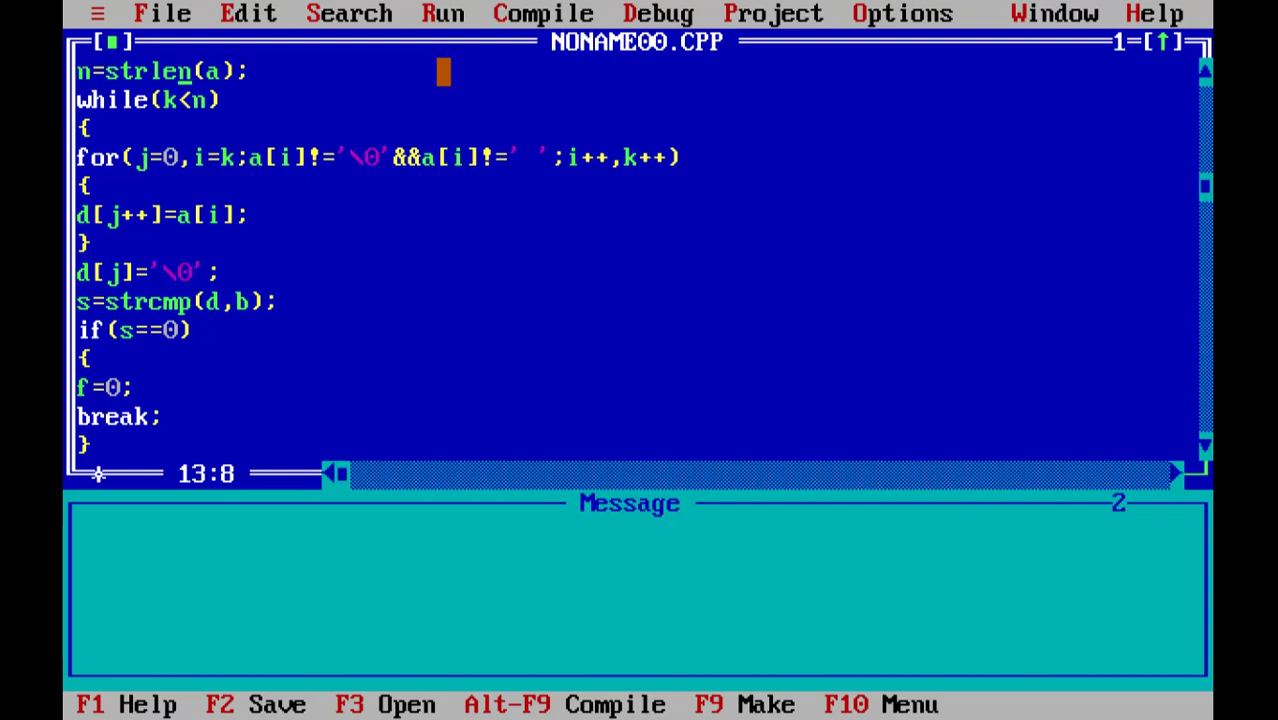 ≡ File Edit Search Run Compile Debug Project Options Window Help
[■] NONAME00.CPP 1=[↑]
n=strlen(a);
while(k<n)
{
for(j=0,i=k;a[i]!='\0'&&a[i]!=' ';i++,k++)
{
d[j++]=a[i];
}
d[j]='\0';
s=strcmp(d,b);
if(s==0)
{
f=0;
break;
}
13:8
Message 2
F1 Help F2 Save F3 Open Alt-F9 Compile F9 Make F10 Menu